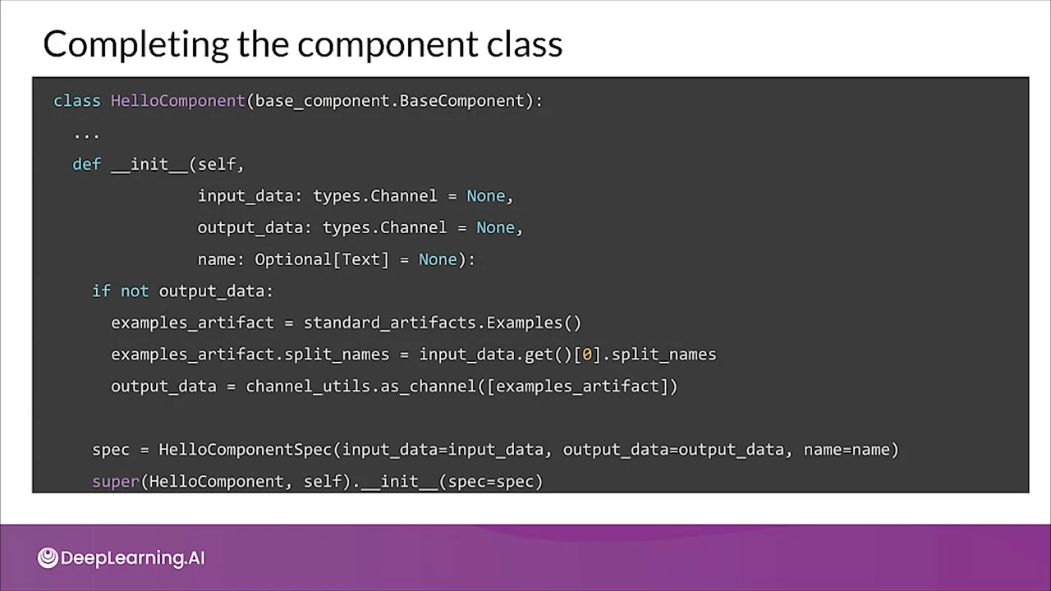 Completing the component class
class HelloComponent(base_component.BaseComponent):
...
def __init__(self,
input_data: types.Channel = None,
output_data: types.Channel = None,
name: Optional[Text] = None):
if not output_data:
examples_artifact = standard_artifacts.Examples()
examples_artifact.split_names = input_data.get()[0].split_names
output_data = channel_utils.as_channel([examples_artifact])
spec = HelloComponentSpec(input_data=input_data, output_data=output_data, name=name)
super(HelloComponent, self).__init__(spec=spec)
DeepLearning.AI